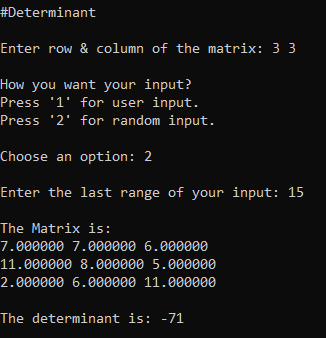 #Determinant
Enter row & column of the matrix: 3 3
How you want your input?
Press '1' for user input.
Press '2' for random input.
Choose an option: 2
Enter the last range of your input: 15
The Matrix is:
7.000000 7.000000 6.000000
11.000000 8.000000 5.000000
2.000000 6.000000 11.000000
The determinant is: -71